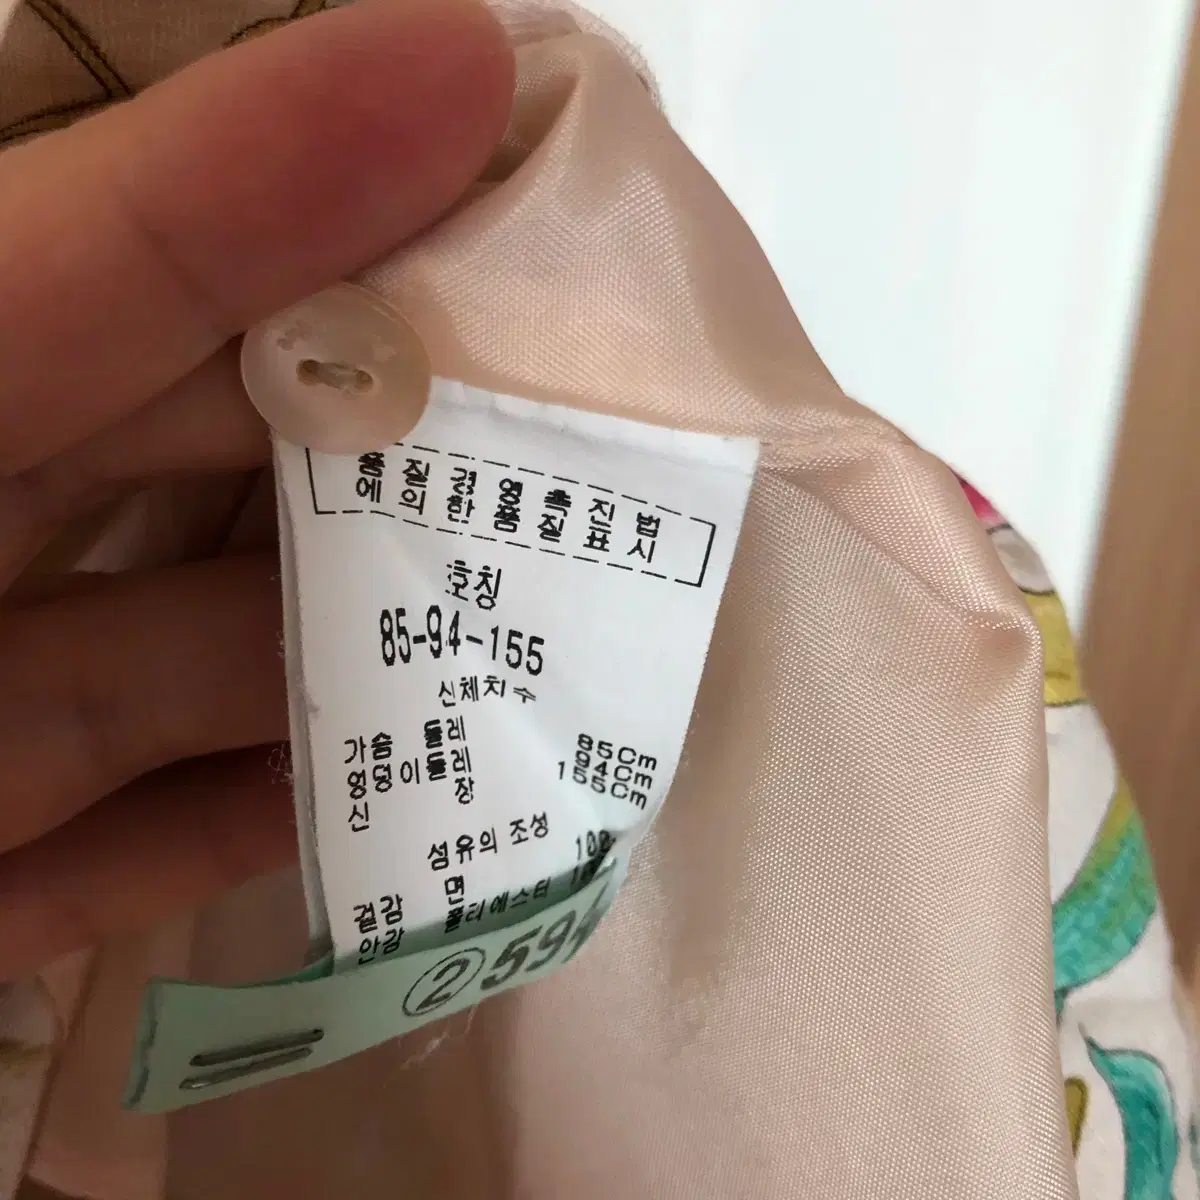 품질경영촉진법
에의한품질표시
호칭
85-94-155
신체치수
가슴둘레 85Cm
엉덩이둘레 94Cm
신장 155Cm
섬유의 조성
겉감 면 100
안감 폴리에스터
②594